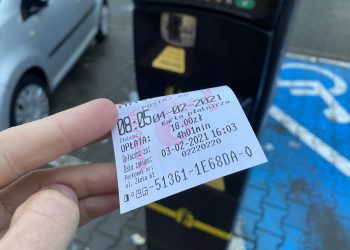 08:05 04-02-2021
Karta płatnicza
18.00zł
OPŁATA: 4h01min
03-02-2021 16:03
02220220
-51361-1E68DA-0